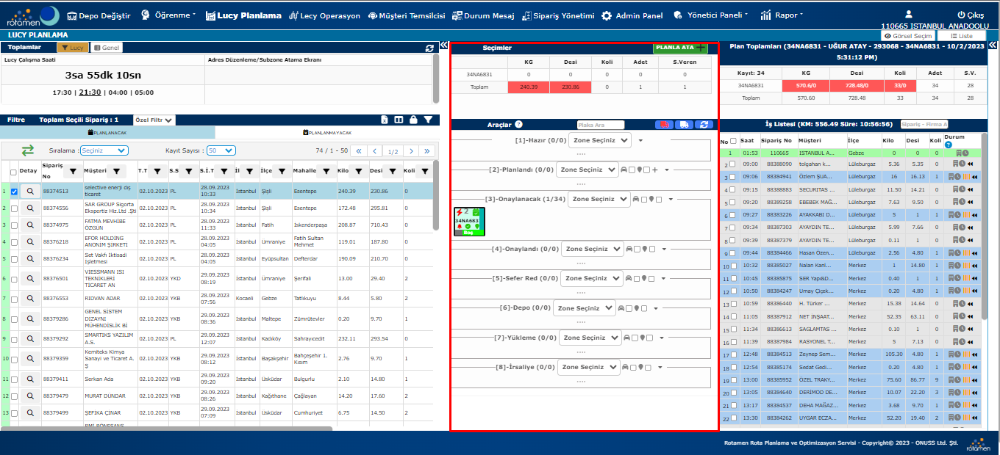 rotamen
Depo Değiştir
Öğrenme
Lucy Planlama
Lecy Operasyon
Müşteri Temsilcisi
Durum Mesaj
Sipariş Yönetimi
Admin Panel
Yönetici Paneli
Rapor
Çıkış
110665 ISTANBUL ANADOLU
LUCY PLANLAMA
Görsel Seçim
Liste
Toplamlar
Lucy
Genel
Lucy Çalışma Saati
Adres Düzenleme/Subzone Atama Ekranı
3sa 55dk 10sn
17:30 | 21:30 | 04:00 | 05:00
Filtre
Toplam Seçili Sipariş : 1
Özel Filtr
PLANLANACAK
PLANLANMAYACAK
Sıralama : Seçiniz
Kayıt Sayısı : 50
74 / 1 - 50
« < 1/2 > »
Detay Sipariş No Müşteri T.T S.S S.İ.T İl İlçe Mahalle Kilo Desi Koli
1 88374513 selective enerji dış ticaret 02.10.2023 PL 28.09.2023 10:33 İstanbul Şişli Esentepe 240.39 230.86 0
2 88374556 SAR GROUP Sigorta Ekspertiz Hiz.Ltd .Şti 02.10.2023 PL 28.09.2023 10:34 İstanbul Şişli Esentepe 172.48 295.81 0
3 88374975 FATMA MEVHİBE ÖZGÜN 02.10.2023 PL 28.09.2023 11:33 İstanbul Fatih Iskenderpaşa 208.87 710.43 0
4 88376218 EFOR HOLDİNG ANONİM ŞİRKETİ 02.10.2023 PL 28.09.2023 04:05 İstanbul Umraniye Fatih Sultan Mehmet 119.01 187.80 0
5 88376234 Set Vakfı İktisadi İşletmesi 02.10.2023 PL 28.09.2023 04:05 İstanbul Eyüpsultan Defterdar 190.09 210.70 0
6 88376501 VIESSMANN ISI TEKNIKLERI TICARET AN 02.10.2023 YKD 29.09.2023 08:19 İstanbul Umraniye Şerifali 13.00 29.40 2
7 88376553 RIDVAN ADAR 02.10.2023 YKB 28.09.2023 07:56 Kocaeli Gebze Tatlıkuyu 8.44 5.80 2
8 88379286 GENEL SISTEM DIZAYNI MUHENDISLIK BI 02.10.2023 YKB 29.09.2023 08:36 İstanbul Maltepe Zümrütevler 0.20 9.70 1
9 88379292 SMARTIKS YAZILIM A.S. 02.10.2023 PL 29.09.2023 12:07 İstanbul Kadıköy Sahrayıcedit 232.11 293.54 0
10 88379359 Kemiteks Kimya Sanayi ve Ticaret A. Ş 02.10.2023 YKB 29.09.2023 08:12 İstanbul Başakşehir Bahçeşehir 1. Kısım 2.76 9.70 1
11 88379411 Serkan Ada 02.10.2023 YKB 29.09.2023 09:20 İstanbul Üsküdar Bulgurlu 2.10 14.80 1
12 88379479 MURAT DÜNDAR 02.10.2023 YKB 29.09.2023 08:26 İstanbul Kağıthane Çağlayan 14.20 17.60 2
13 88379499 ŞEFİKA ÇINAR 02.10.2023 YKB 29.09.2023 07:09 İstanbul Üsküdar Cumhuriyet 6.75 14.50 2
Seçimler
PLANLA ATA +
KG Desi Koli Adet S.Veren
34NA6831 0 0 0 0 0
Toplam 240.39 230.86 0 1 1
Araçlar
Plaka Ara
[1]-Hazır (0/0) Zone Seçiniz
[2]-Planlandı (0/0) Zone Seçiniz
[3]-Onaylanacak (1/34) Zone Seçiniz
2
34NA683
Boş
[4]-Onaylandı (0/0) Zone Seçiniz
[5]-Sefer Red (0/0) Zone Seçiniz
[6]-Depo (0/0) Zone Seçiniz
[7]-Yükleme (0/0) Zone Seçiniz
[8]-İrsaliye (0/0) Zone Seçiniz
Plan Toplamları (34NA6831 - UĞUR ATAY - 293068 - 34NA6831 - 10/2/2023
5:31:12 PM)
Kayıt: 34 KG Desi Koli Adet S.V.
34NA6831 570.6/0 728.48/0 33/0 34 28
Toplam 570.60 728.48 33 34 28
İş Listesi (KM: 556.49 Süre: 10:56:56)
Sipariş - Firma A
No Saat Sipariş No Müşteri İlçe Kilo Desi Koli Durum
1 01:53 110665 ISTANBUL A... Gebze 0 0 0
2 09:00 88388090 tolçahan k... Lüleburgaz 5.36 5.35 0
3 09:06 88384941 Özlem ŞUA... Lüleburgaz 16 16.13 1
4 09:15 88388883 SECURITAS ... Lüleburgaz 11.50 14.21 0
5 09:20 88389258 EBEBEK MAĞ... Lüleburgaz 7.63 9.50 0
6 09:27 88383226 AYAKKABI D... Lüleburgaz 5 1 1
7 09:34 88387303 AYAYDIN TE... Lüleburgaz 5.99 7.66 0
8 09:39 88387379 AYAYDIN TE... Lüleburgaz 0.11 1 0
9 09:44 88384466 Hasan Ozen... Lüleburgaz 2.56 4.80 1
10 10:32 88385027 Nalan Kanl... Merkez 1 14.80 1
11 10:45 88385875 SER Yapı&D... Merkez 0.40 1 1
12 10:50 88384247 Umay Çiçek... Merkez 0.20 4.80 1
13 10:59 88386440 H. Türker ... Merkez 15.38 14.64 0
14 11:05 88387912 NET İNŞAAT... Merkez 52.35 63.11 0
15 11:34 88386613 SAGLAMTAS ... Merkez 0.10 1 0
16 11:39 88387984 RASYONEL T... Merkez 5 7.13 0
17 12:48 88384513 Zeynep Sem... Merkez 105.30 4.80 1
18 12:54 88385174 Sedat Gedi... Merkez 0.20 4.80 1
19 13:00 88385952 ÖZEL TRAKY... Merkez 75.60 86.77 9
20 13:05 88384640 DERİMOD DE... Merkez 10.07 22.20 3
21 13:17 88384537 DEHA MAĞAZ... Merkez 3.68 9.70 1
22 13:30 88384262 UYGAR ECZA... Merkez 52.20 19.40 2
Rotamen Rota Planlama ve Optimizasyon Servisi - Copyright© 2023 - ONUSS Ltd. Şti.
rotamen